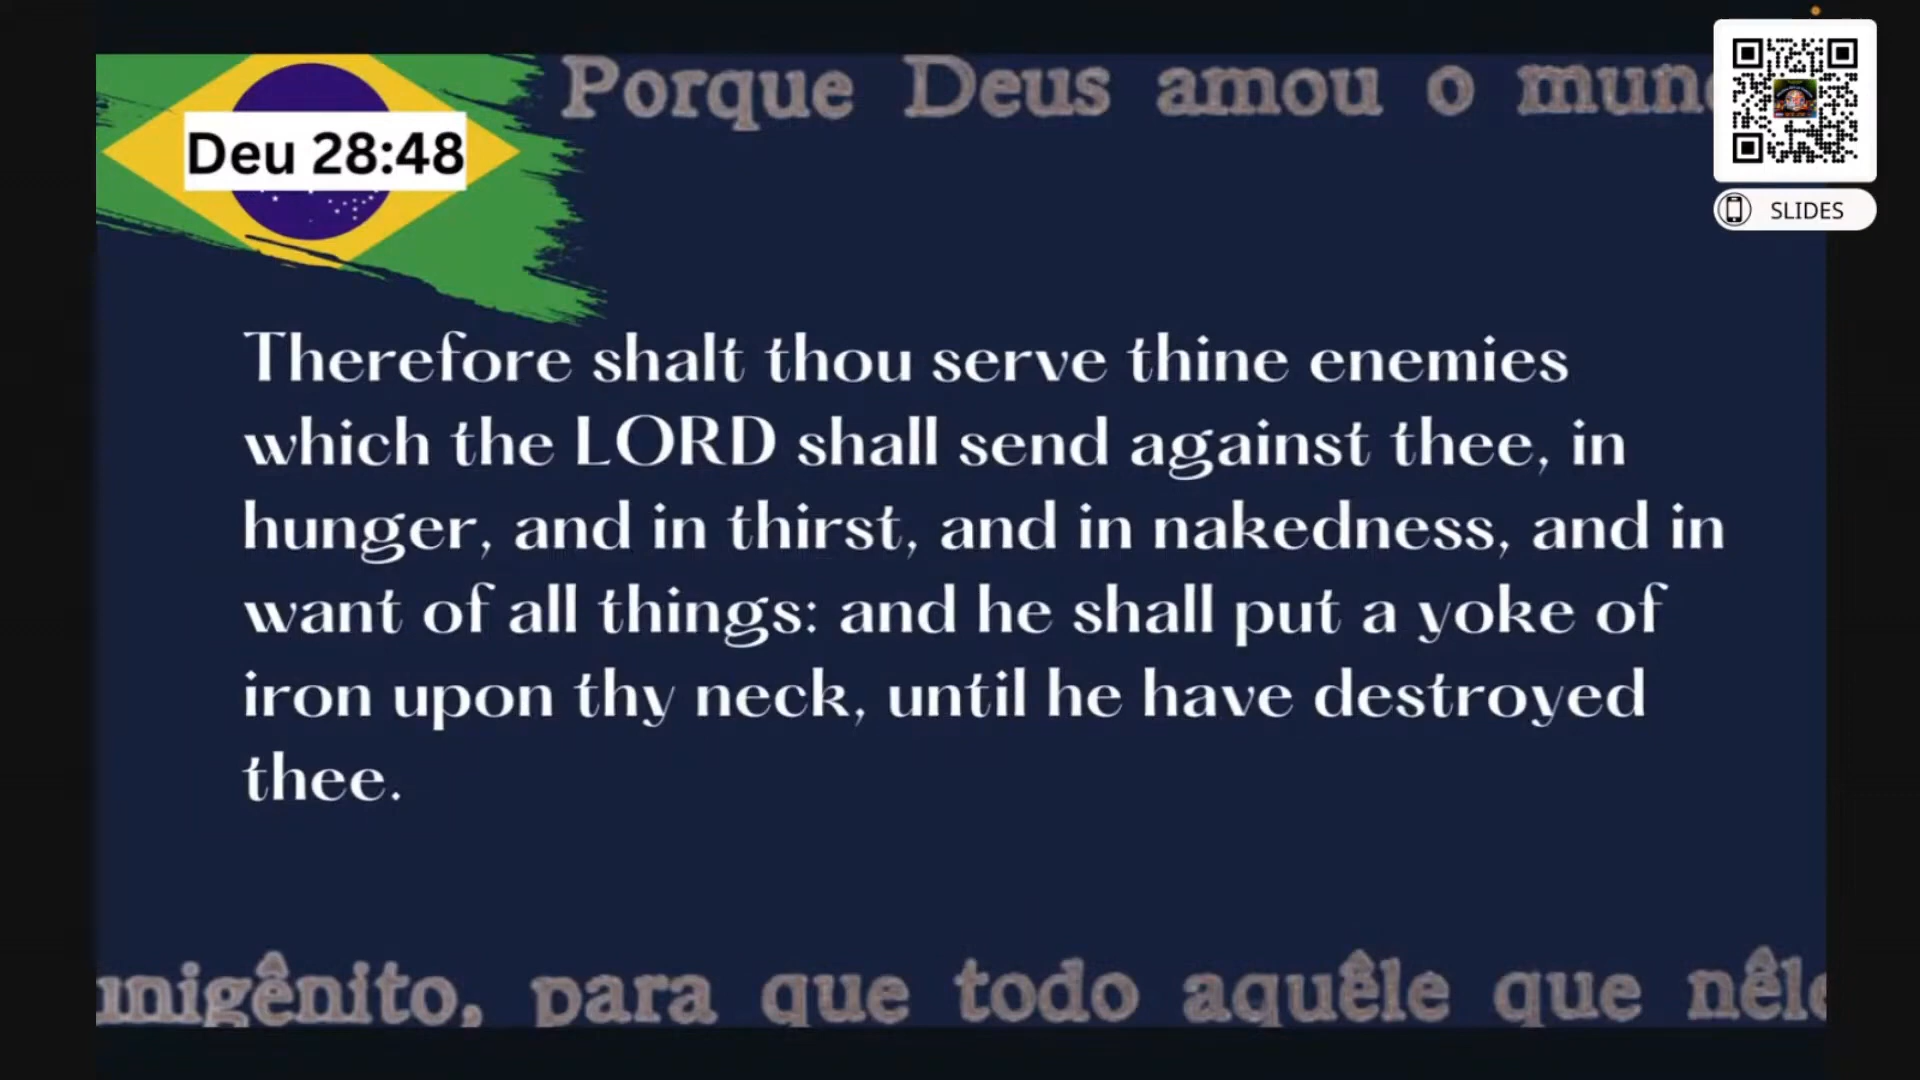 Porque Deus amou o mun
Deu 28:48
SLIDES
Therefore shalt thou serve thine enemies
which the LORD shall send against thee, in
hunger, and in thirst, and in nakedness, and in
want of all things: and he shall put a yoke of
iron upon thy neck, until he have destroyed
thee.
unigênito, para que todo aquêle que nêle